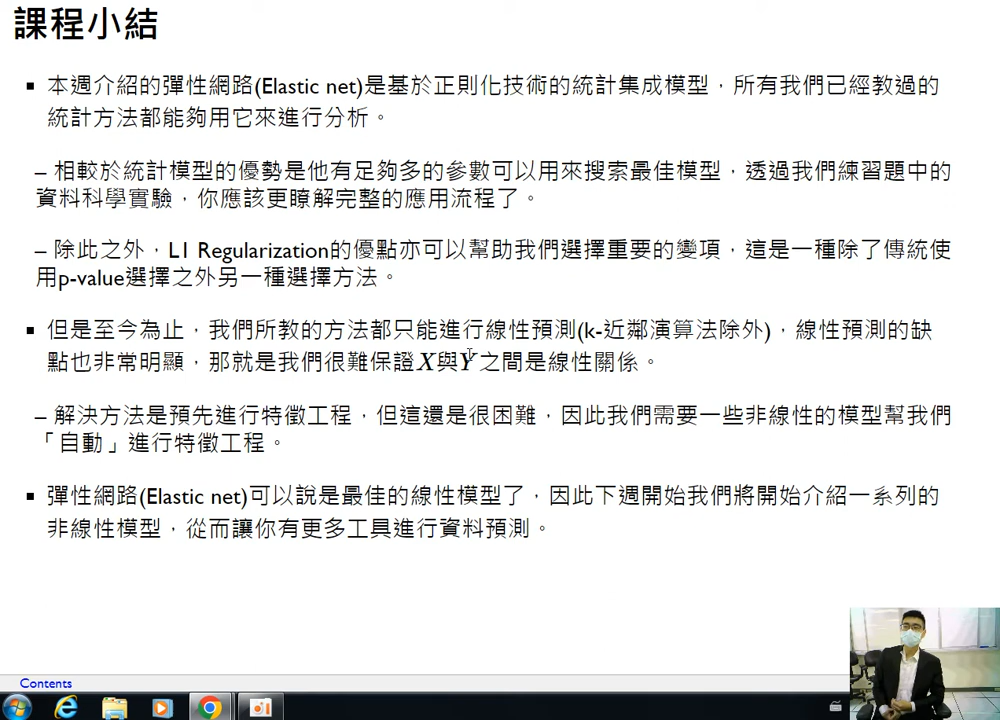 課程小結
▪ 本週介紹的彈性網路(Elastic net)是基於正則化技術的統計集成模型，所有我們已經教過的
統計方法都能夠用它來進行分析。
– 相較於統計模型的優勢是他有足夠多的參數可以用來搜索最佳模型，透過我們練習題中的
資料科學實驗，你應該更瞭解完整的應用流程了。
– 除此之外，L1 Regularization的優點亦可以幫助我們選擇重要的變項，這是一種除了傳統使
用p-value選擇之外另一種選擇方法。
▪ 但是至今為止，我們所教的方法都只能進行線性預測(k-近鄰演算法除外)，線性預測的缺
點也非常明顯，那就是我們很難保證X與Y之間是線性關係。
– 解決方法是預先進行特徵工程，但這還是很困難，因此我們需要一些非線性的模型幫我們
「自動」進行特徵工程。
▪ 彈性網路(Elastic net)可以說是最佳的線性模型了，因此下週開始我們將開始介紹一系列的
非線性模型，從而讓你有更多工具進行資料預測。
Contents